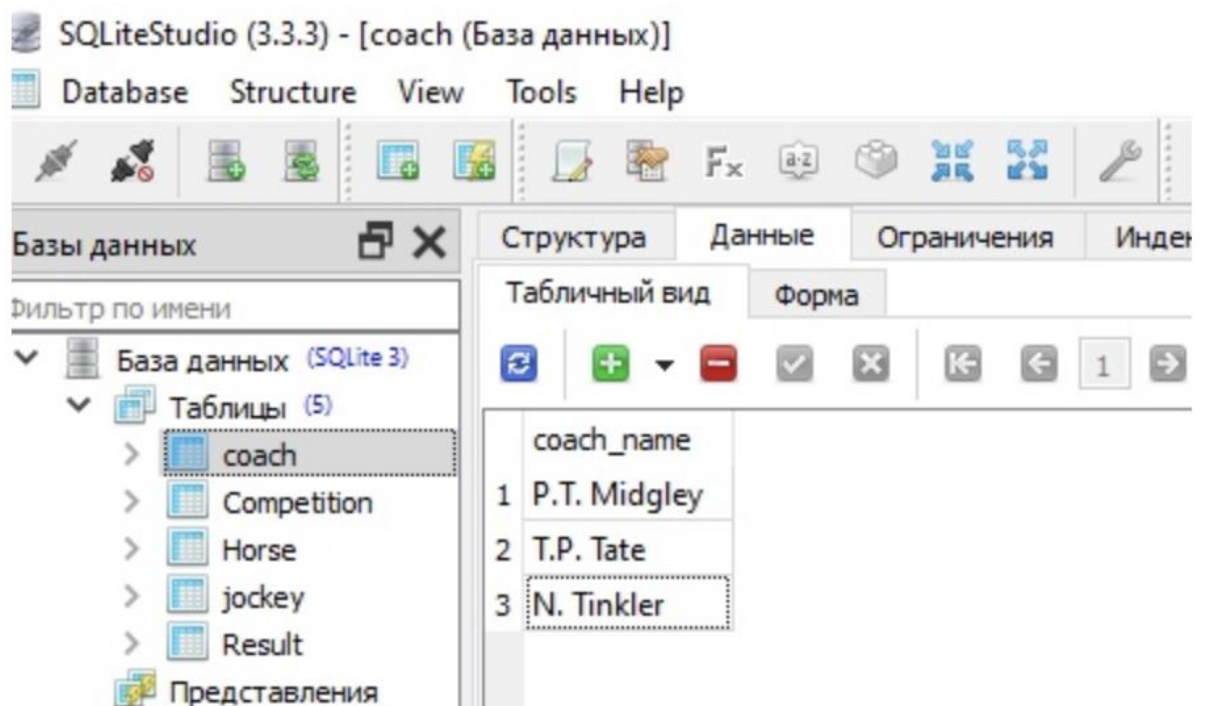 SQLiteStudio (3.3.3) - [coach (База данных)]
Database Structure View Tools Help
Fx a-z
Базы данных
Структура Данные Ограничения Индек
Фильтр по имени
Табличный вид Форма
База данных (SQLite 3)
1
Таблицы (5)
coach
Competition
Horse
jockey
Result
Представления
coach_name
1 P.T. Midgley
2 T.P. Tate
3 N. Tinkler